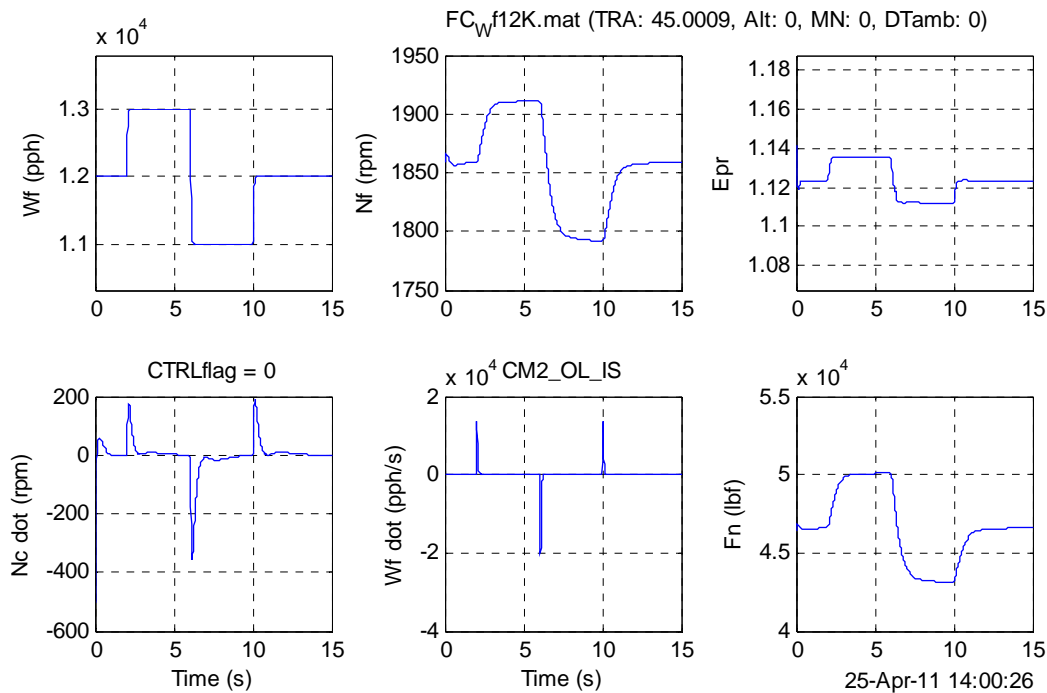 FC_Wf12K.mat (TRA: 45.0009, Alt: 0, MN: 0, DTamb: 0)
x 10^4
1.3
1.2
1.1
Wf (pph)
0 5 10 15
1950
1900
1850
1800
1750
Nf (rpm)
0 5 10 15
1.18
1.16
1.14
1.12
1.1
1.08
Epr
0 5 10 15
CTRLflag = 0
200
0
-200
-400
-600
Nc dot (rpm)
0 5 10 15
Time (s)
x 10^4 CM2_OL_IS
2
0
-2
-4
Wf dot (pph/s)
0 5 10 15
Time (s)
x 10^4
5.5
5
4.5
4
Fn (lbf)
0 5 10 15
25-Apr-11 14:00:26